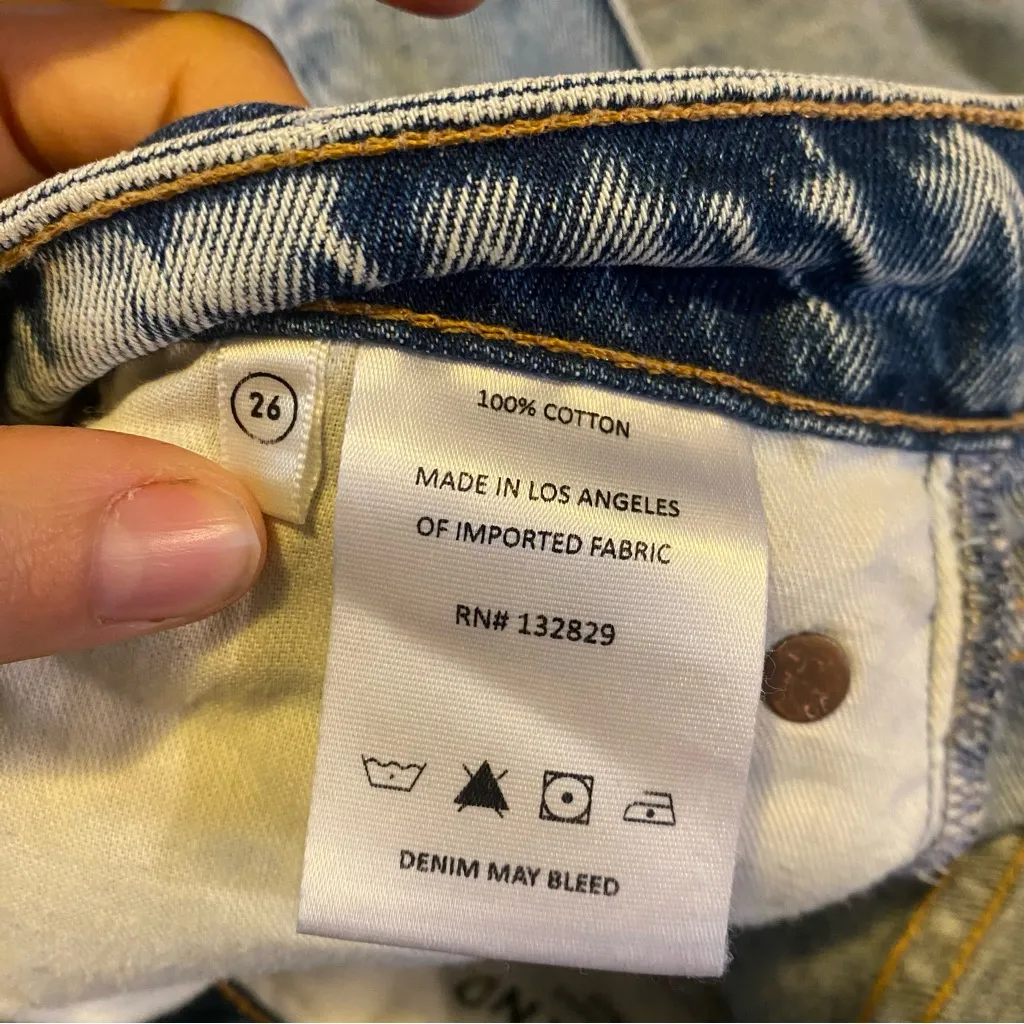 26
100% COTTON
MADE IN LOS ANGELES
OF IMPORTED FABRIC
RN# 132829
DENIM MAY BLEED